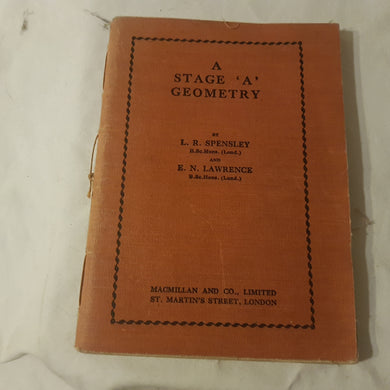 A
STAGE 'A'
GEOMETRY
BY
L. R. SPENSLEY
B.Sc.Hons. (Lond.)
AND
E. N. LAWRENCE
B.Sc.Hons. (Lond.)
MACMILLAN AND CO., LIMITED
ST. MARTIN'S STREET, LONDON